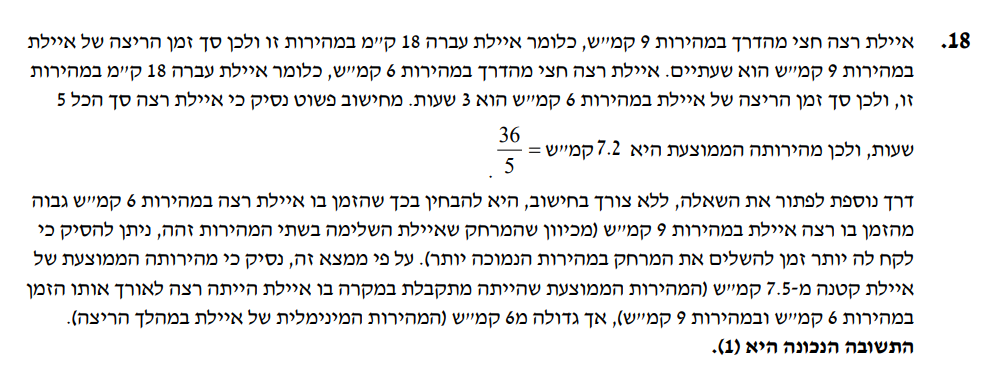 18. איילת רצה חצי מהדרך במהירות 9 קמ״ש, כלומר איילת עברה 18 ק״מ במהירות זו ולכן סך זמן הריצה של איילת
במהירות 9 קמ״ש הוא שעתיים. איילת רצה חצי מהדרך במהירות 6 קמ״ש, כלומר איילת עברה 18 ק״מ במהירות
זו, ולכן סך זמן הריצה של איילת במהירות 6 קמ״ש הוא 3 שעות. מחישוב פשוט נסיק כי איילת רצה סך הכל 5
שעות, ולכן מהירותה הממוצעת היא 7.2 קמ״ש = 36/5.
דרך נוספת לפתור את השאלה, ללא צורך בחישוב, היא להבחין בכך שהזמן בו איילת רצה במהירות 6 קמ״ש גבוה
מהזמן בו רצה איילת במהירות 9 קמ״ש (מכיוון שהמרחק שאיילת השלימה בשתי המהירות זהה, ניתן להסיק כי
לקח לה יותר זמן להשלים את המרחק במהירות הנמוכה יותר). על פי ממצא זה, נסיק כי מהירותה הממוצעת של
איילת קטנה מ-7.5 קמ״ש (המהירות הממוצעת שהייתה מתקבלת במקרה בו איילת הייתה רצה לאורך אותו הזמן
במהירות 6 קמ״ש ובמהירות 9 קמ״ש), אך גדולה מ6 קמ״ש (המהירות המינימלית של איילת במהלך הריצה).
התשובה הנכונה היא (1).